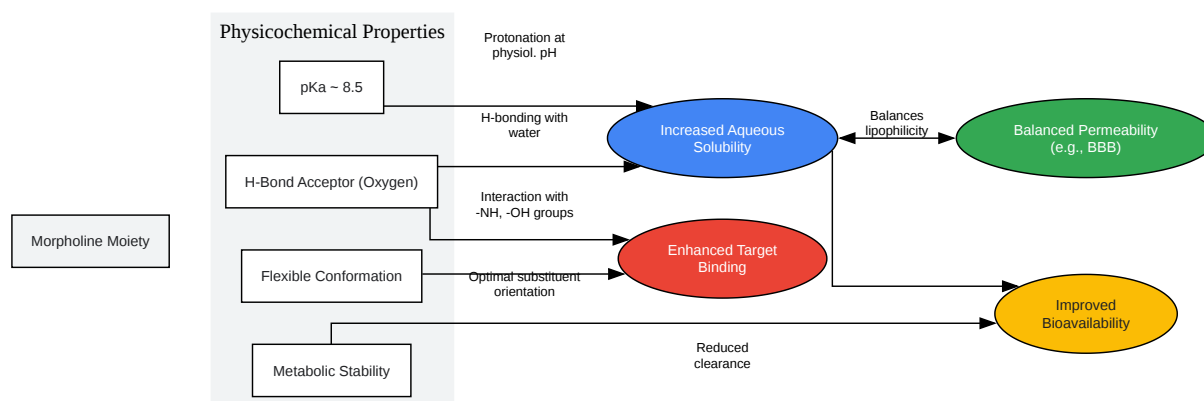 Physicochemical Properties
Protonation at
physiol. pH
pKa ~ 8.5
H-bonding with
water
Increased Aqueous
Solubility
Balances
lipophilicity
Balanced Permeability
(e.g., BBB)
H-Bond Acceptor (Oxygen)
Interaction with
-NH, -OH groups
Morpholine Moiety
Enhanced Target
Binding
Flexible Conformation
Optimal substituent
orientation
Improved
Bioavailability
Reduced
clearance
Metabolic Stability